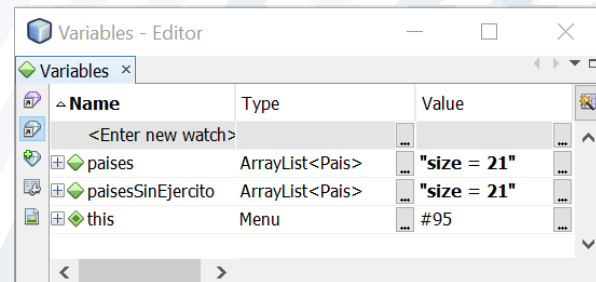 Variables - Editor
Variables ×
Name Type Value
<Enter new watch> ...
paises ArrayList<Pais> ... "size = 21" ...
paisesSinEjercito ArrayList<Pais> ... "size = 21" ...
this Menu ... #95 ...